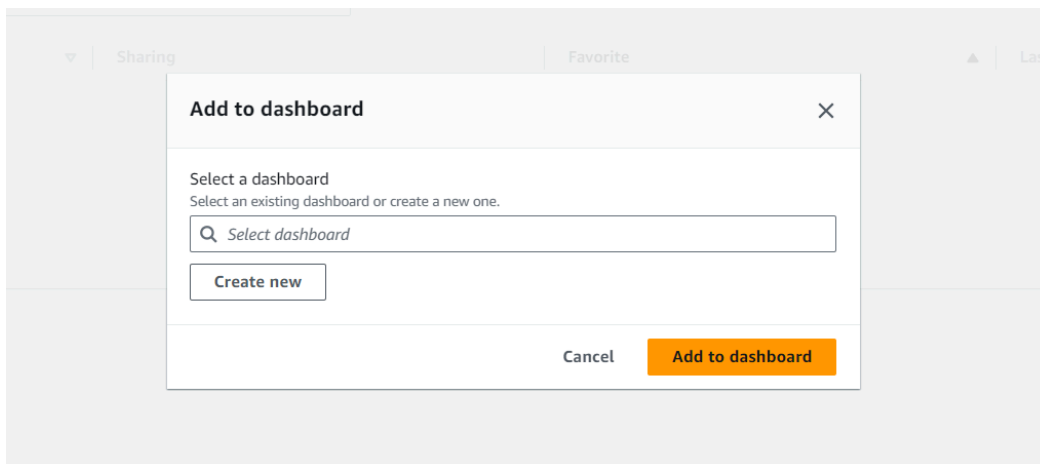 Sharing
Favorite
Add to dashboard
Select a dashboard
Select an existing dashboard or create a new one.
Select dashboard
Create new
Cancel
Add to dashboard